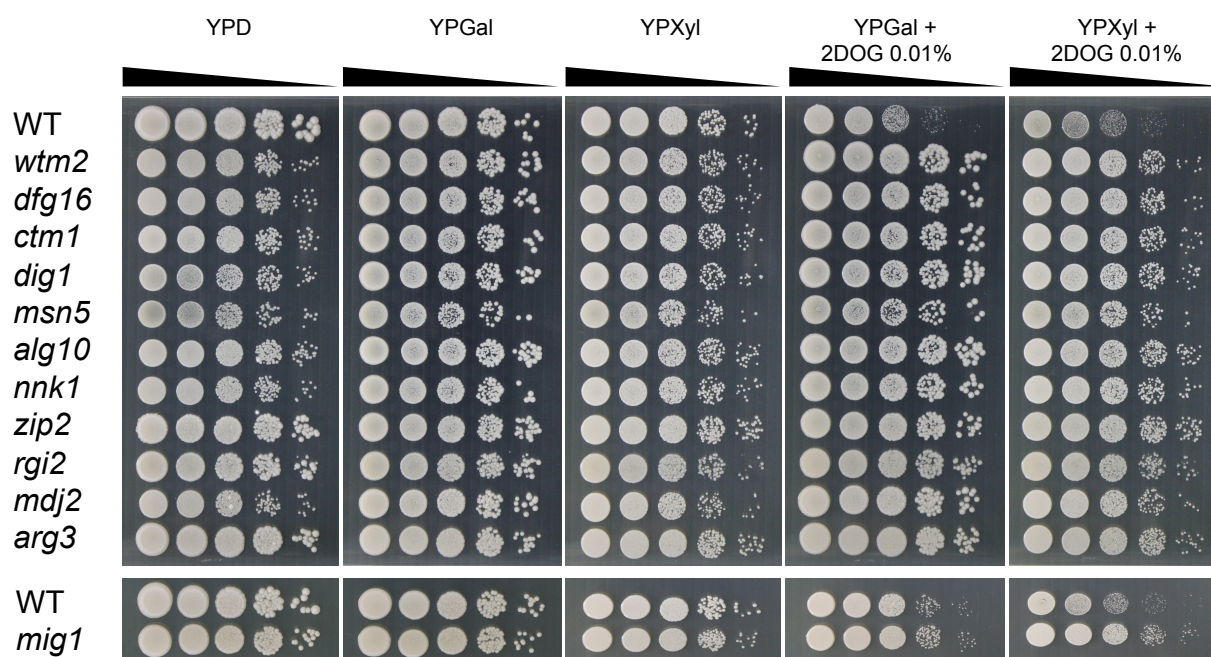 YPD
YPGal
YPXyl
YPGal +
2DOG 0.01%
YPXyl +
2DOG 0.01%
WT
wtm2
dfg16
ctm1
dig1
msn5
alg10
nnk1
zip2
rgi2
mdj2
arg3
WT
mig1